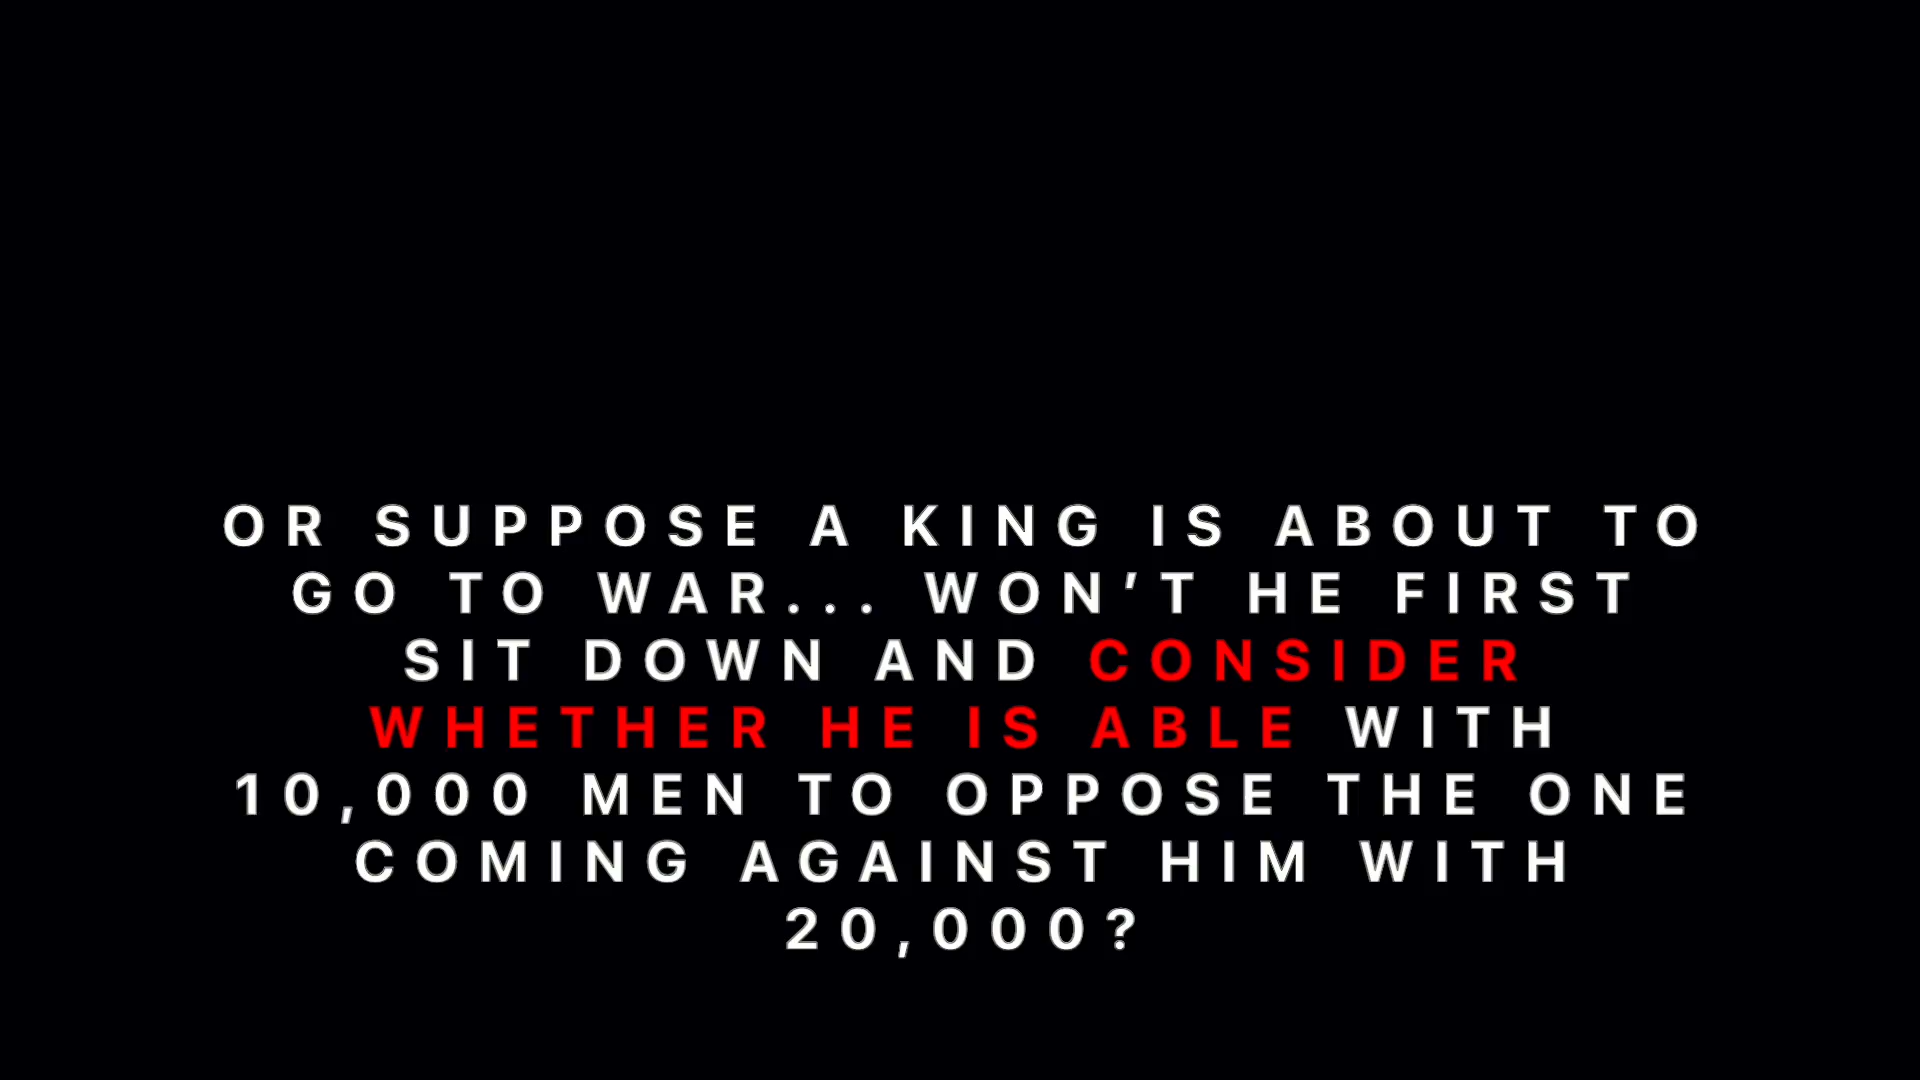 OR SUPPOSE A KING IS ABOUT TO
GO TO WAR... WON'T HE FIRST
SIT DOWN AND CONSIDER
WHETHER HE IS ABLE WITH
10,000 MEN TO OPPOSE THE ONE
COMING AGAINST HIM WITH
20,000?